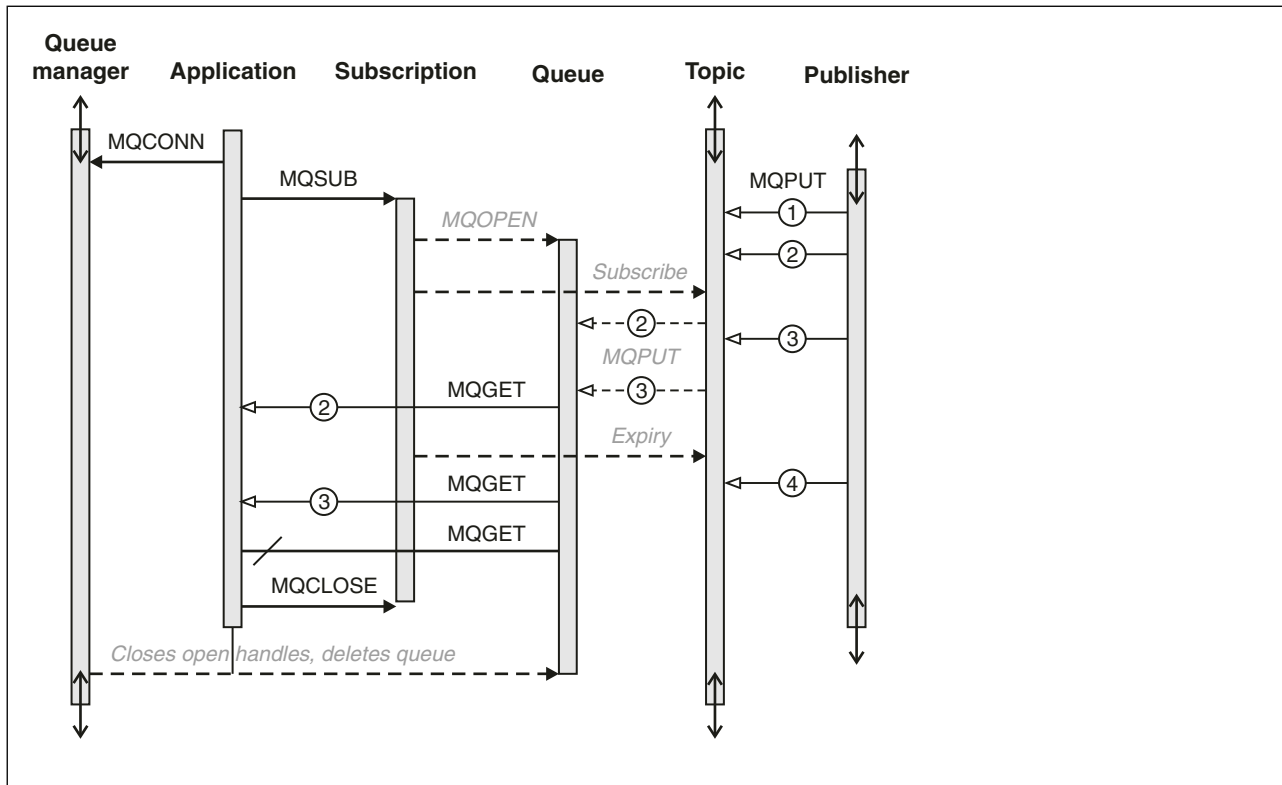 Queue
manager
Application
Subscription
Queue
Topic
Publisher
MQCONN
MQSUB
MQPUT
1
MQOPEN
2
Subscribe
2
3
MQPUT
3
MQGET
2
Expiry
4
MQGET
3
MQGET
MQCLOSE
Closes open handles, deletes queue